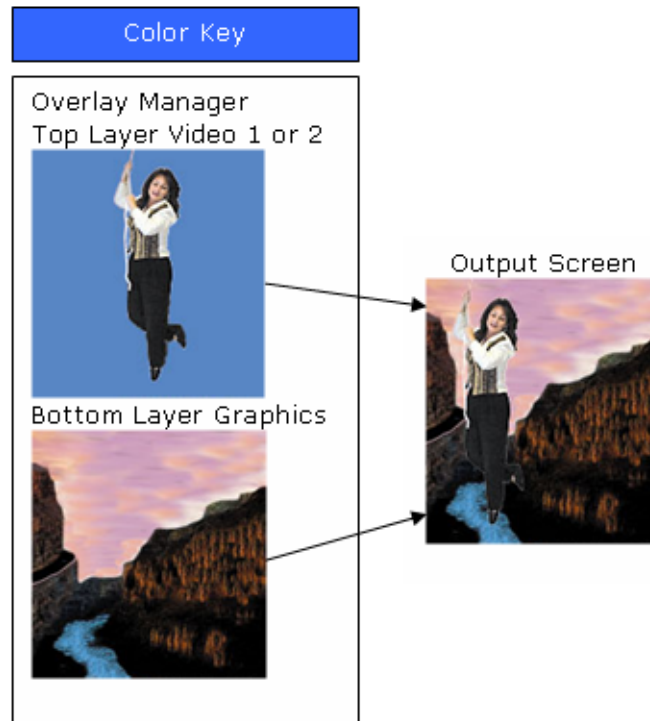 Color Key
Overlay Manager
Top Layer Video 1 or 2
Output Screen
Bottom Layer Graphics